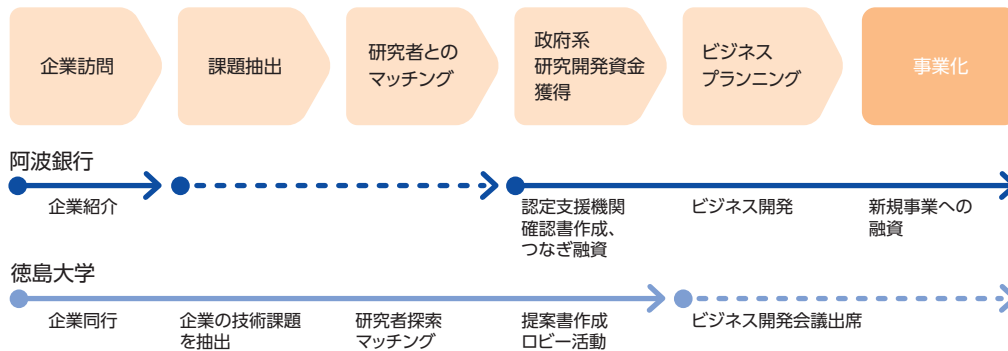 企業訪問
課題抽出
研究者との
マッチング
政府系
研究開発資金
獲得
ビジネス
プランニング
事業化
阿波銀行
企業紹介
認定支援機関
確認書作成、
つなぎ融資
ビジネス開発
新規事業への
融資
徳島大学
企業同行
企業の技術課題
を抽出
研究者探索
マッチング
提案書作成
ロビー活動
ビジネス開発会議出席